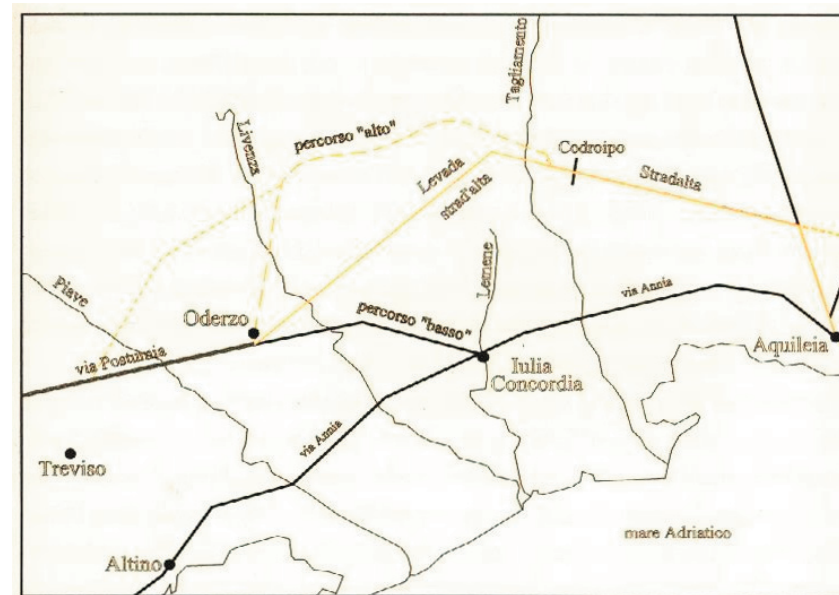 Tagliamento
Livenza
percorso "alto"
Codroipo
Levada
strad'alta
Stradalta
Lemene
Piave
Oderzo
percorso "basso"
via Annia
via Postumia
Iulia
Concordia
Aquileia
via Annia
Treviso
Altino
mare Adriatico